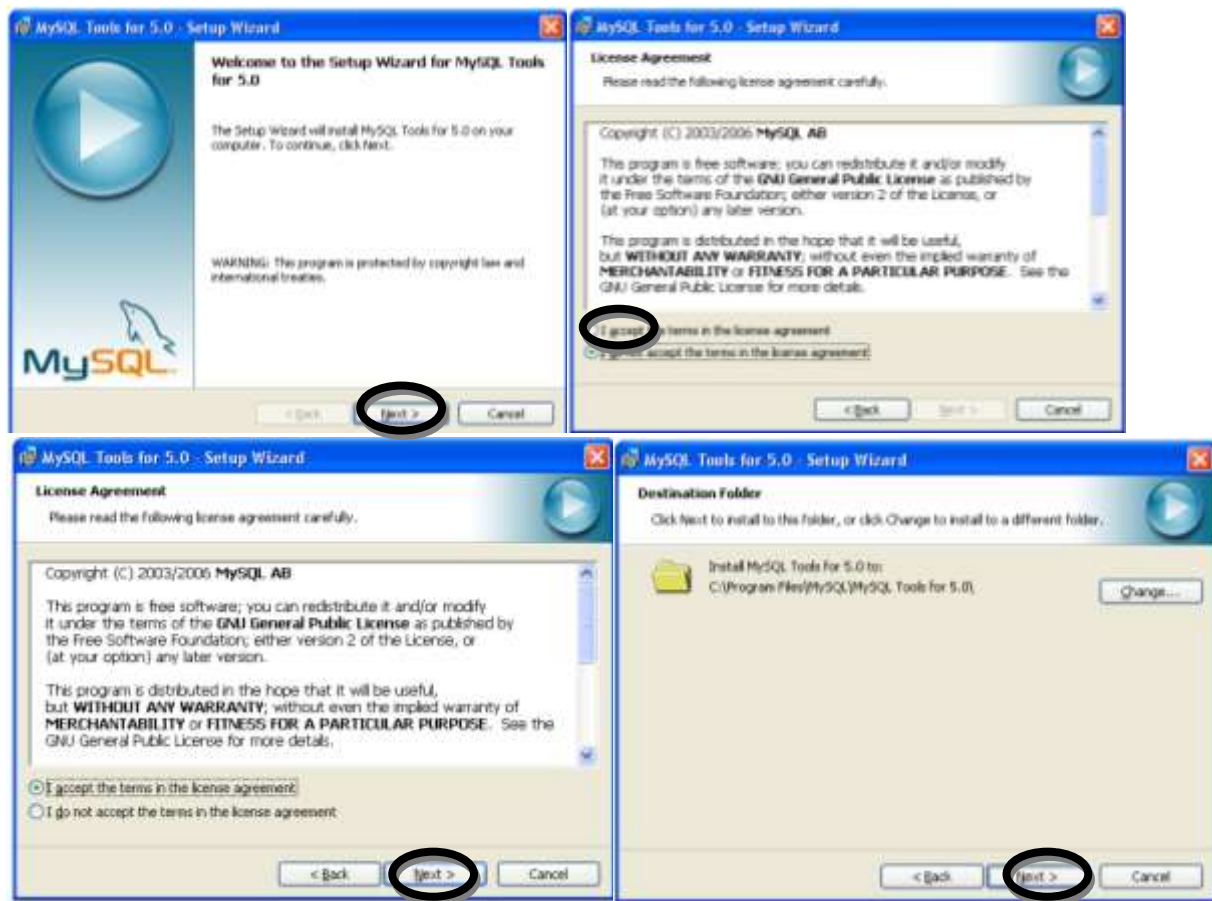 MySQL Tools for 5.0 - Setup Wizard
Welcome to the Setup Wizard for MySQL Tools
for 5.0
The Setup Wizard will install MySQL Tools for 5.0 on your
computer. To continue, click Next.
WARNING: This program is protected by copyright law and
international treaties.
MySQL
< Back
Next >
Cancel
MySQL Tools for 5.0 - Setup Wizard
License Agreement
Please read the following license agreement carefully.
Copyright (C) 2003/2006 MySQL AB
This program is free software; you can redistribute it and/or modify
it under the terms of the GNU General Public License as published by
the Free Software Foundation; either version 2 of the License, or
(at your option) any later version.
This program is distributed in the hope that it will be useful,
but WITHOUT ANY WARRANTY; without even the implied warranty of
MERCHANTABILITY or FITNESS FOR A PARTICULAR PURPOSE. See the
GNU General Public License for more details.
I accept the terms in the license agreement
I do not accept the terms in the license agreement
< Back
Next >
Cancel
MySQL Tools for 5.0 - Setup Wizard
License Agreement
Please read the following license agreement carefully.
Copyright (C) 2003/2006 MySQL AB
This program is free software; you can redistribute it and/or modify
it under the terms of the GNU General Public License as published by
the Free Software Foundation; either version 2 of the License, or
(at your option) any later version.
This program is distributed in the hope that it will be useful,
but WITHOUT ANY WARRANTY; without even the implied warranty of
MERCHANTABILITY or FITNESS FOR A PARTICULAR PURPOSE. See the
GNU General Public License for more details.
I accept the terms in the license agreement
I do not accept the terms in the license agreement
< Back
Next >
Cancel
MySQL Tools for 5.0 - Setup Wizard
Destination Folder
Click Next to install to this folder, or click Change to install to a different folder.
Install MySQL Tools for 5.0 to:
C:\Program Files\MySQL\MySQL Tools for 5.0\
Change...
< Back
Next >
Cancel